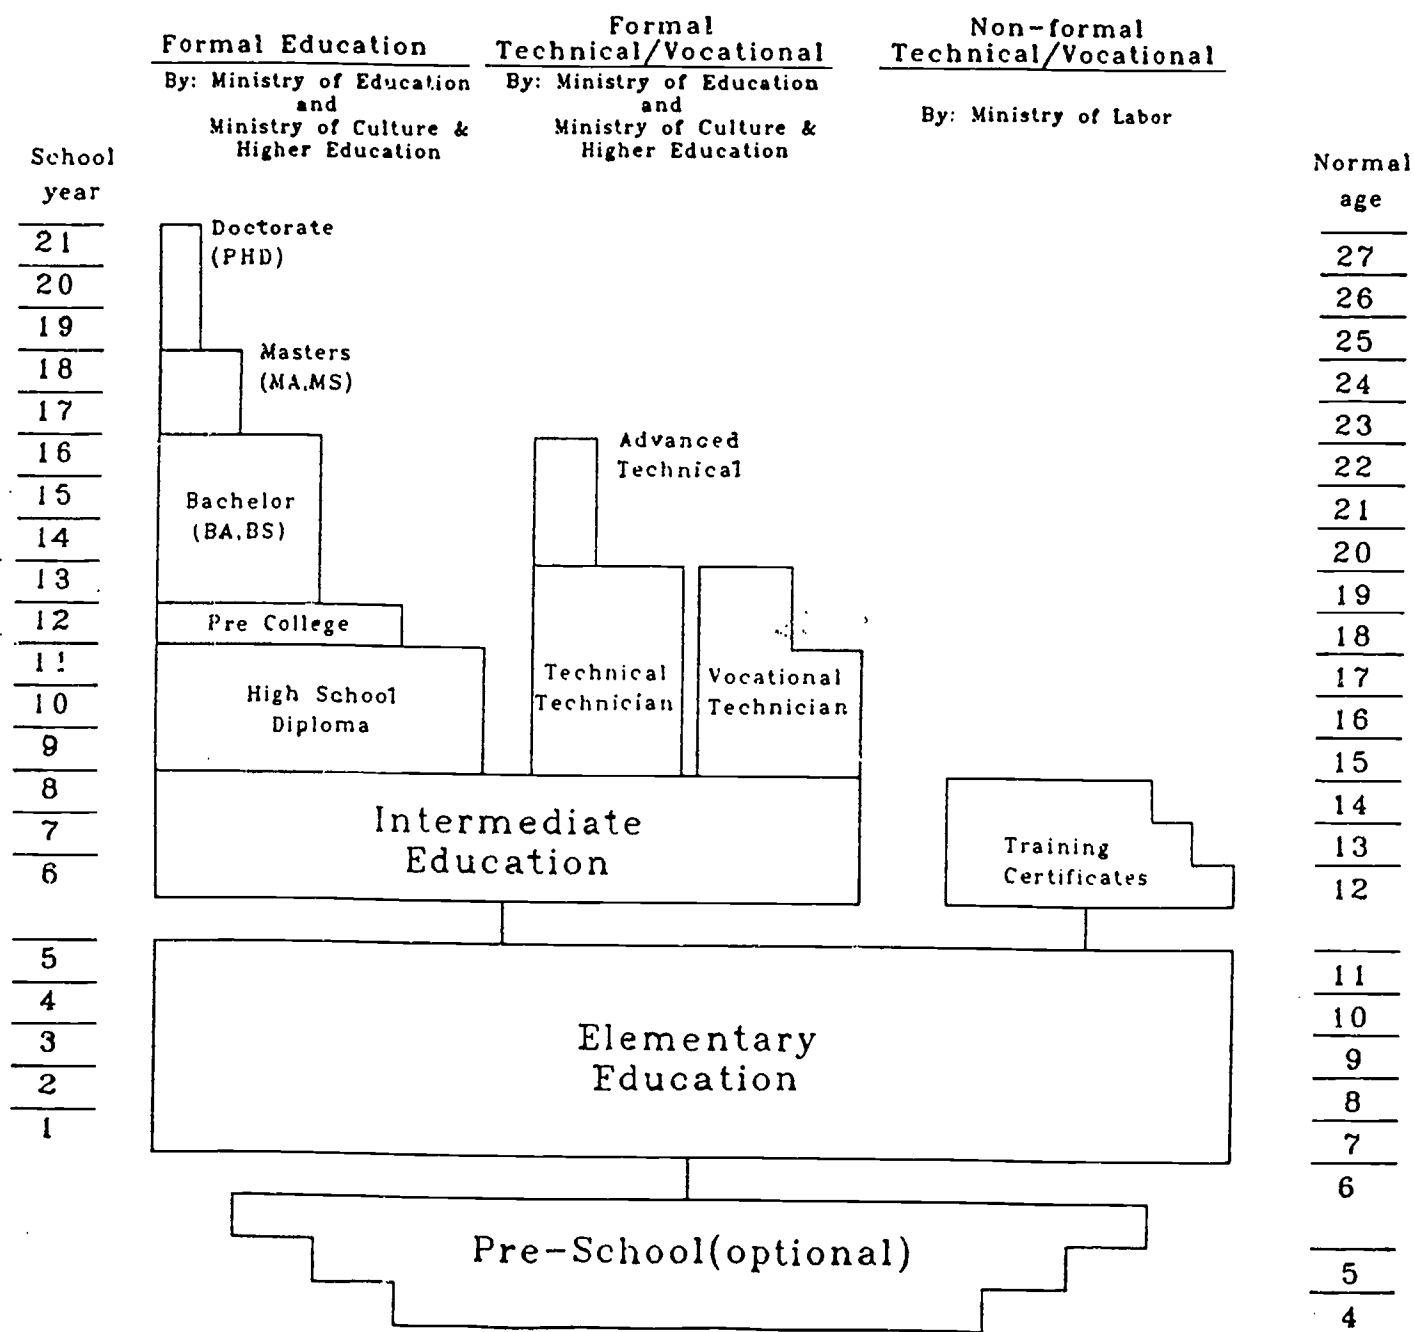 Formal Education
By: Ministry of Education
and
Ministry of Culture &
Higher Education
Formal
Technical/Vocational
By: Ministry of Education
and
Ministry of Culture &
Higher Education
Non-formal
Technical/Vocational
By: Ministry of Labor
School
year
21
20
19
18
17
16
15
14
13
12
11
10
9
8
7
6
5
4
3
2
1
Doctorate
(PHD)
Masters
(MA,MS)
Bachelor
(BA,BS)
Pre College
High School
Diploma
Advanced
Technical
Technical
Technician
Vocational
Technician
Intermediate
Education
Training
Certificates
Elementary
Education
Pre-School(optional)
Normal
age
27
26
25
24
23
22
21
20
19
18
17
16
15
14
13
12
11
10
9
8
7
6
5
4